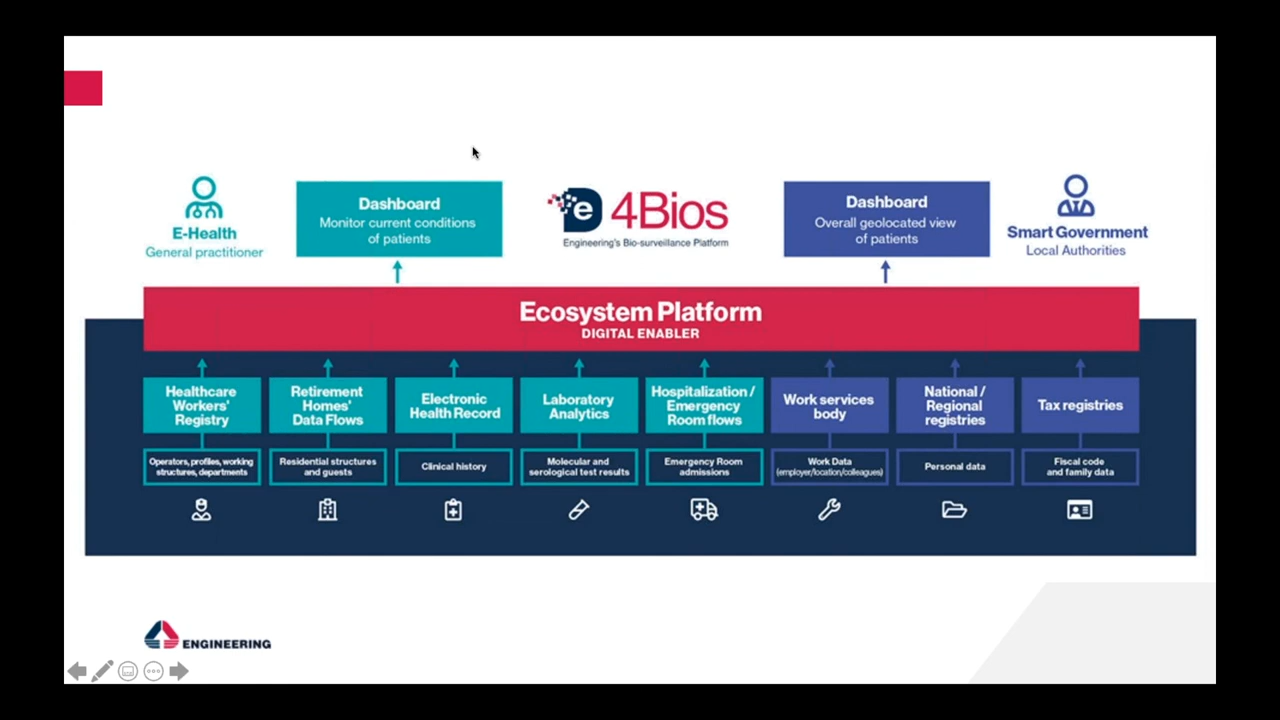 E-Health
General practitioner
Dashboard
Monitor current conditions
of patients
e 4Bios
Engineering's Bio-surveillance Platform
Dashboard
Overall geolocated view
of patients
Smart Government
Local Authorities
Ecosystem Platform
DIGITAL ENABLER
Healthcare
Workers'
Registry
Retirement
Homes'
Data Flows
Electronic
Health Record
Laboratory
Analytics
Hospitalization /
Emergency
Room flows
Work services
body
National /
Regional
registries
Tax registries
Operators, profiles, working
structures, departments
Residential structures
and guests
Clinical history
Molecular and
serological test results
Emergency Room
admissions
Work Data
(employer/location/colleagues)
Personal data
Fiscal code
and family data
ENGINEERING